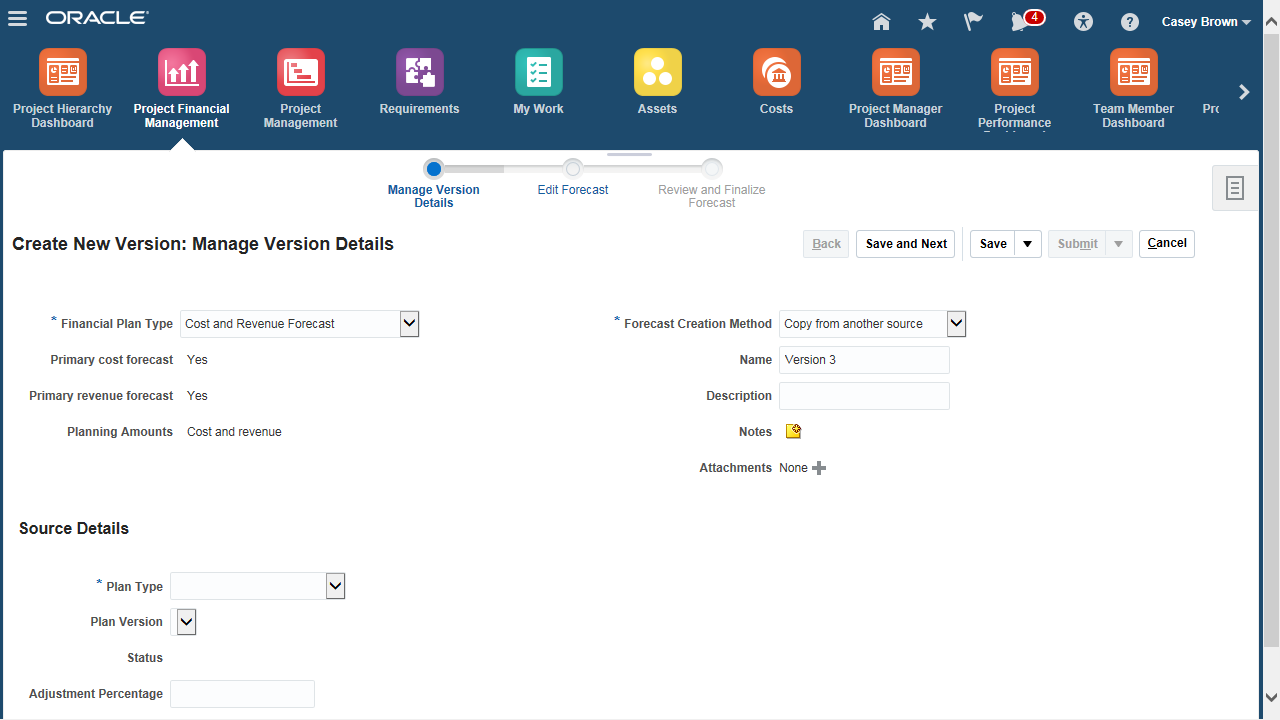 ORACLE
4
Casey Brown
Project Hierarchy
Dashboard
Project Financial
Management
Project
Management
Requirements
My Work
Assets
Costs
Project Manager
Dashboard
Project
Performance
Team Member
Dashboard
Manage Version
Details
Edit Forecast
Review and Finalize
Forecast
Create New Version: Manage Version Details
Back
Save and Next
Save
Submit
Cancel
* Financial Plan Type Cost and Revenue Forecast
Primary cost forecast Yes
Primary revenue forecast Yes
Planning Amounts Cost and revenue
* Forecast Creation Method Copy from another source
Name Version 3
Description
Notes
Attachments None
Source Details
* Plan Type
Plan Version
Status
Adjustment Percentage